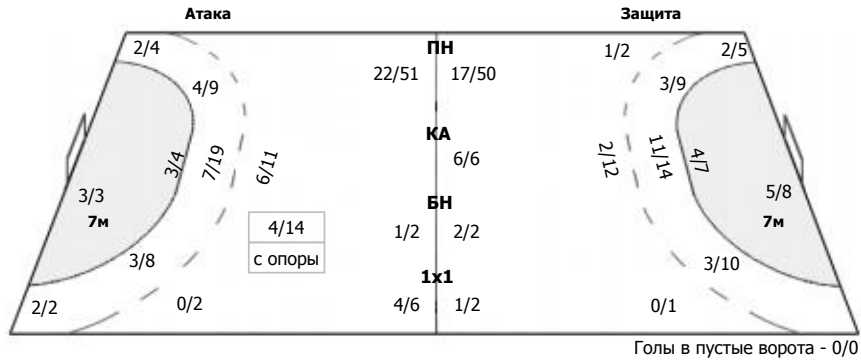 Атака Защита
2/4 ПН 1/2 2/5
22/51 17/50
4/9 3/9
КА
3/4 7/19 6/11 6/6 2/12 11/14 4/7
3/3 5/8
7м БН 7м
4/14 1/2 2/2
с опоры
3/8 3/10
1x1
2/2 0/2 4/6 1/2 0/1
Голы в пустые ворота - 0/0